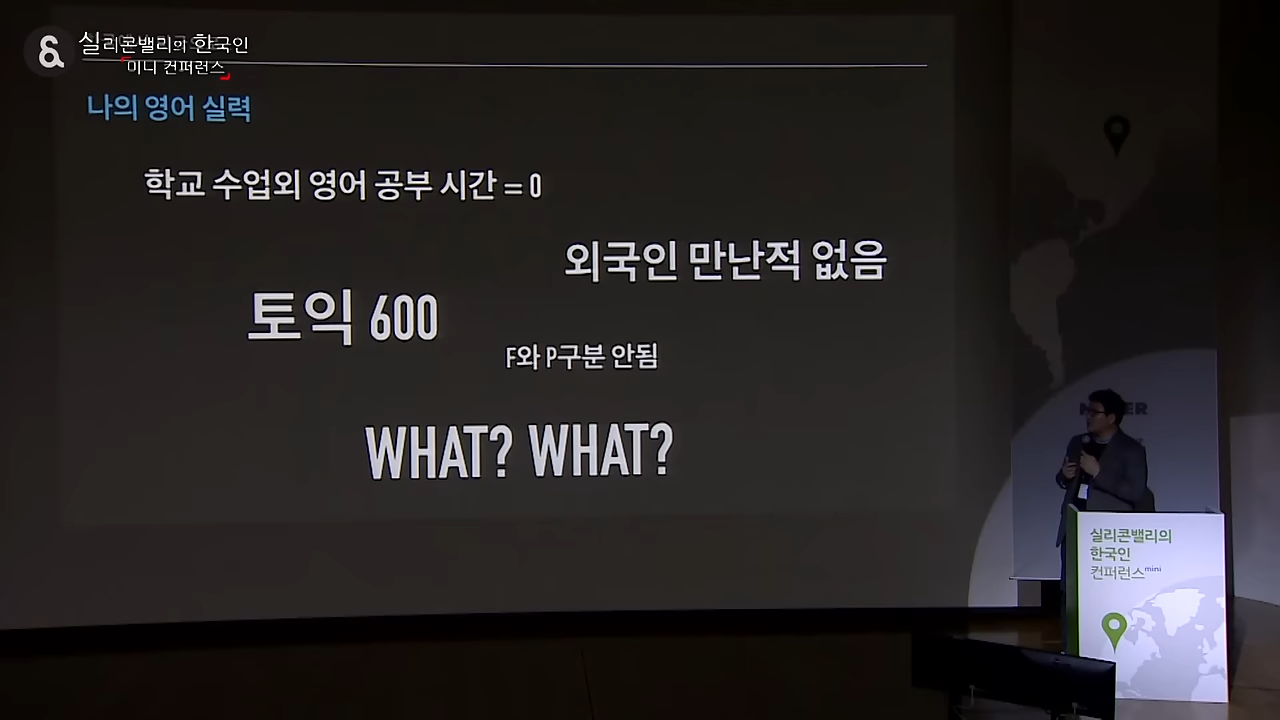 실리콘밸리의 한국인
미니 컨퍼런스
나의 영어 실력
학교 수업외 영어 공부 시간 = 0
외국인 만난적 없음
토익 600
F와 P구분 안됨
WHAT? WHAT?
실리콘밸리의
한국인
컨퍼런스mini